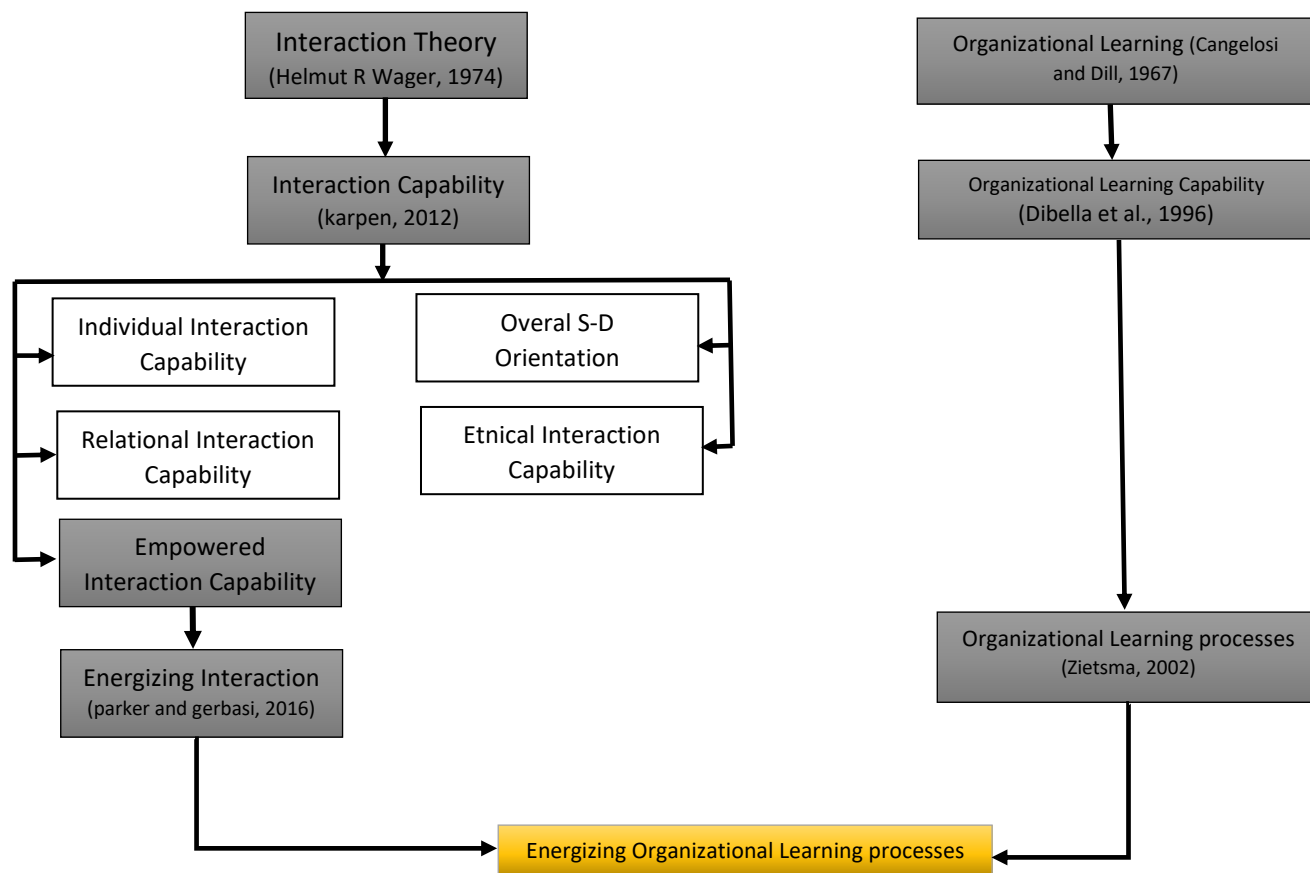 Interaction Theory
(Helmut R Wager, 1974)
Organizational Learning (Cangelosi
and Dill, 1967)
Interaction Capability
(karpen, 2012)
Organizational Learning Capability
(Dibella et al., 1996)
Individual Interaction
Capability
Overal S-D
Orientation
Relational Interaction
Capability
Etnical Interaction
Capability
Empowered
Interaction Capability
Energizing Interaction
(parker and gerbasi, 2016)
Organizational Learning processes
(Zietsma, 2002)
Energizing Organizational Learning processes